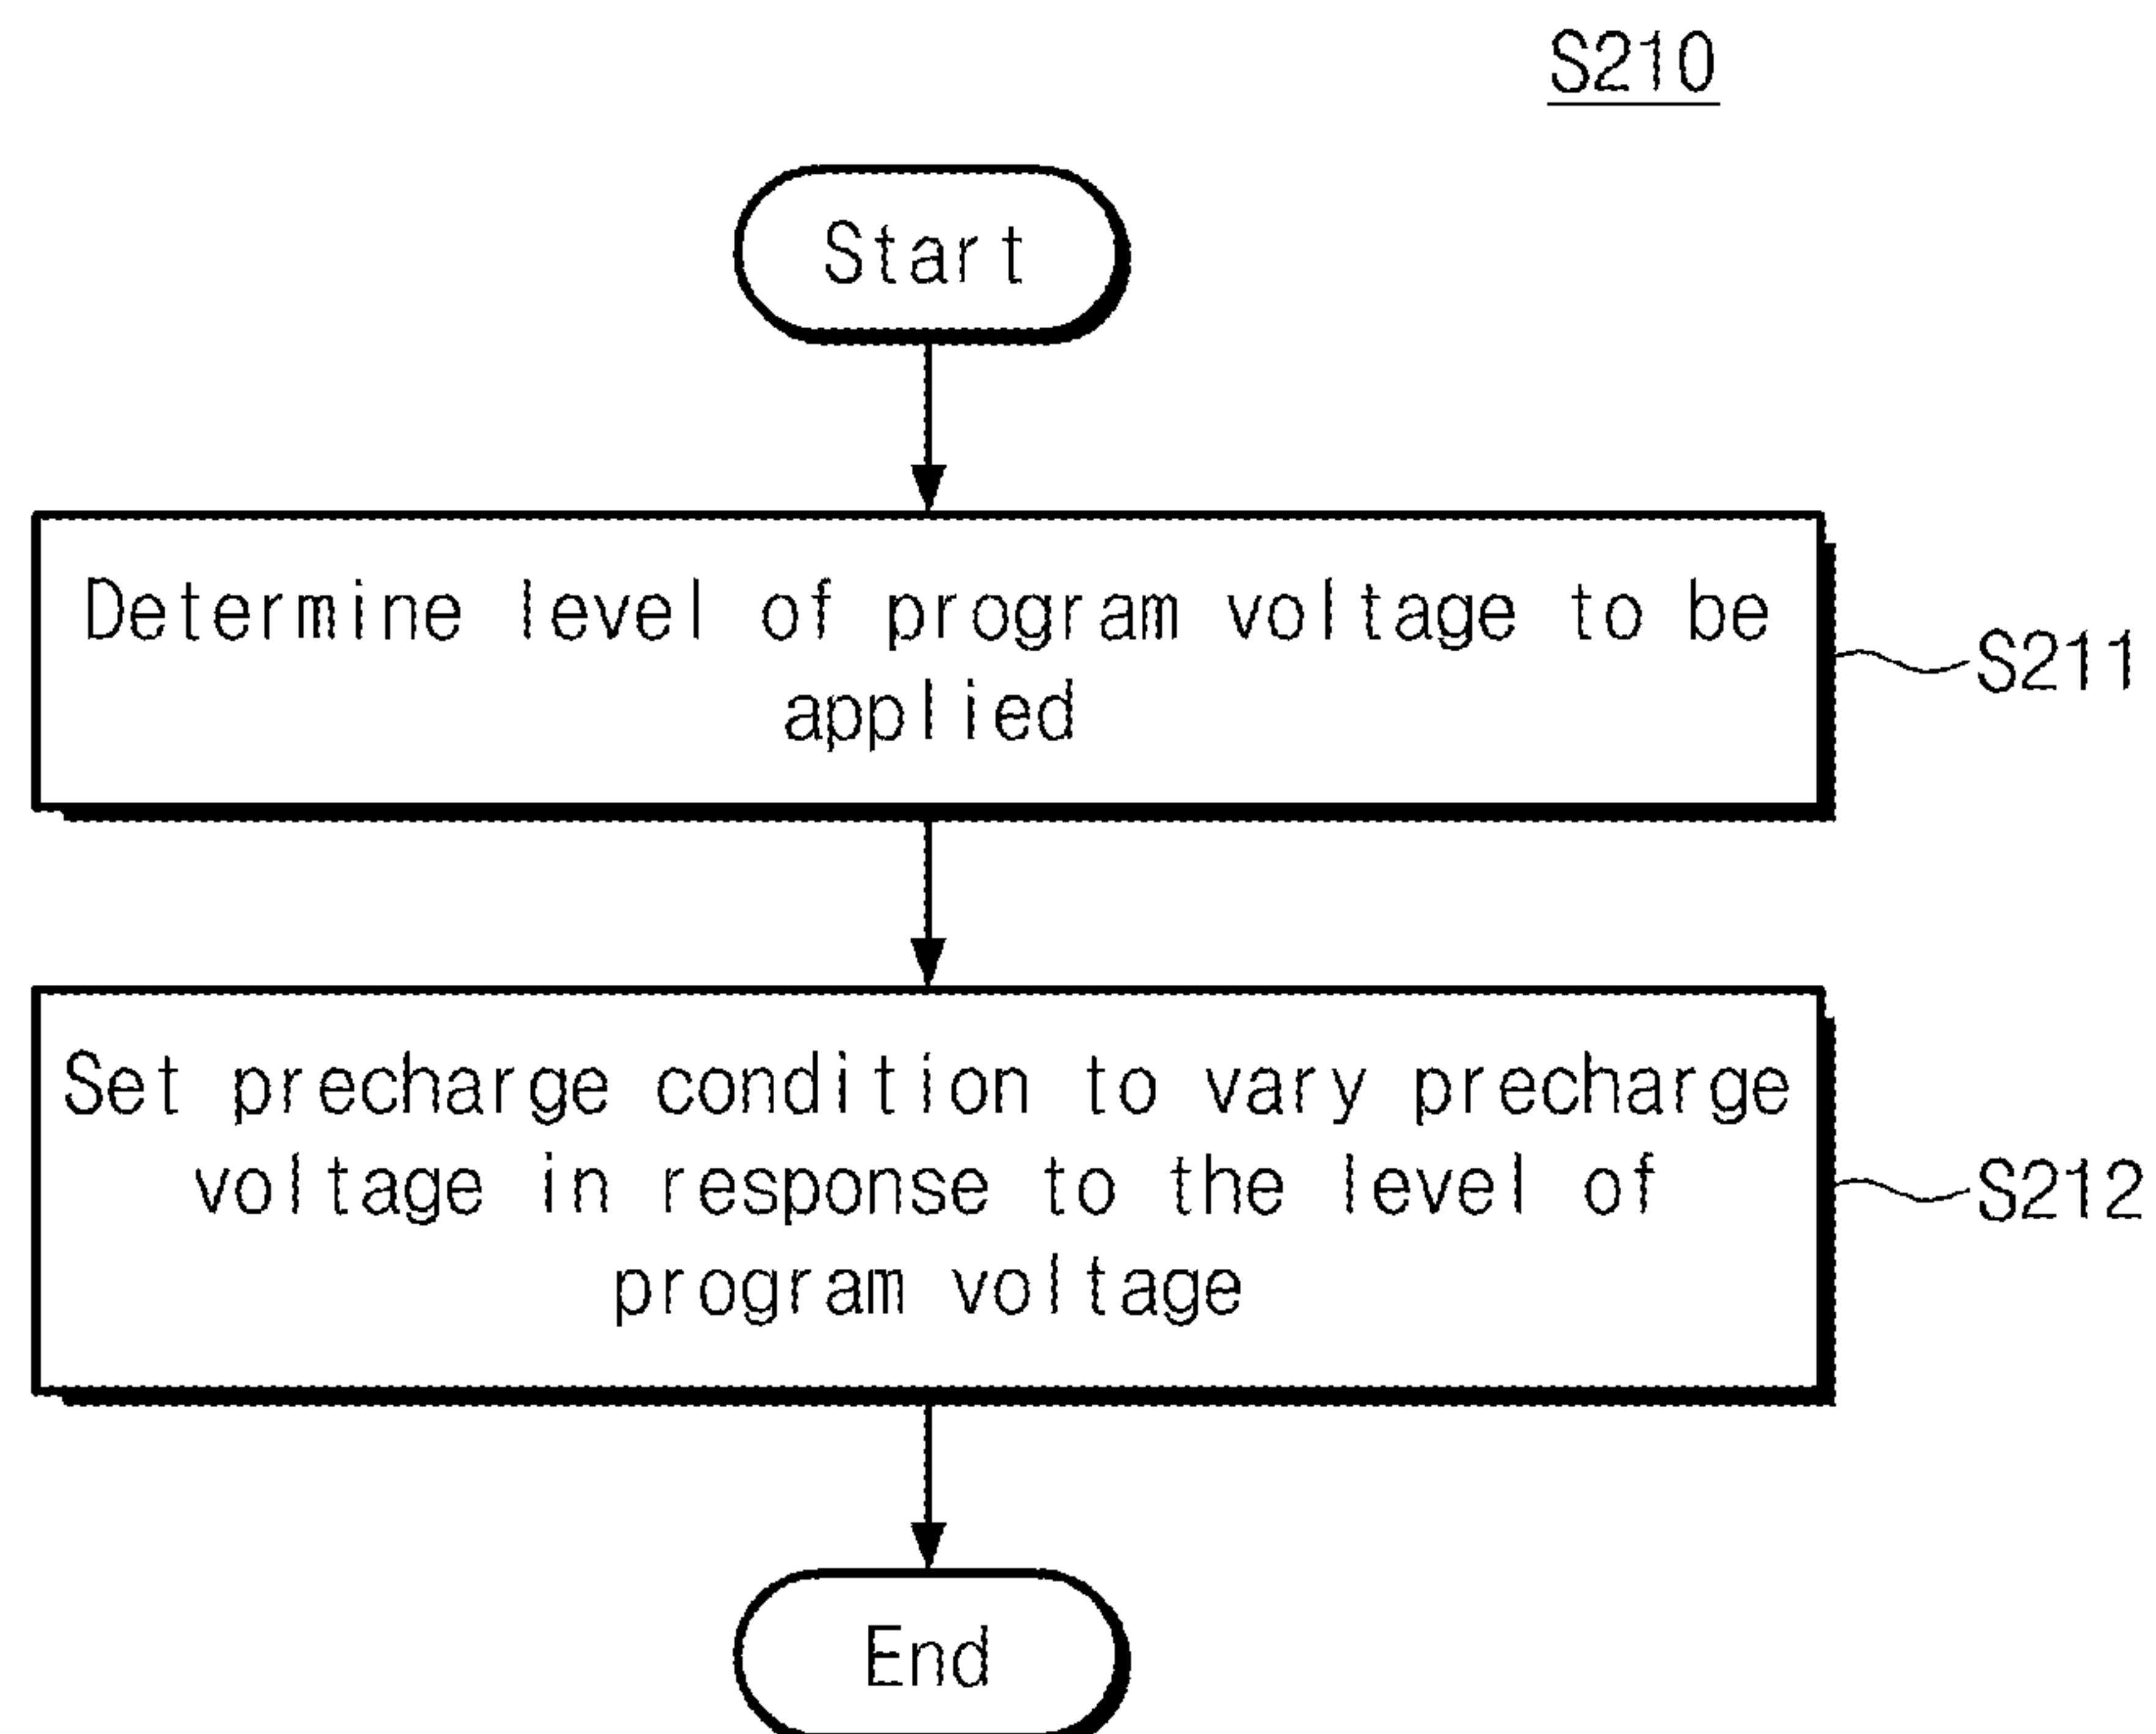 S210
Start
Determine level of program voltage to be
applied
S211
Set precharge condition to vary precharge
voltage in response to the level of
program voltage
S212
End